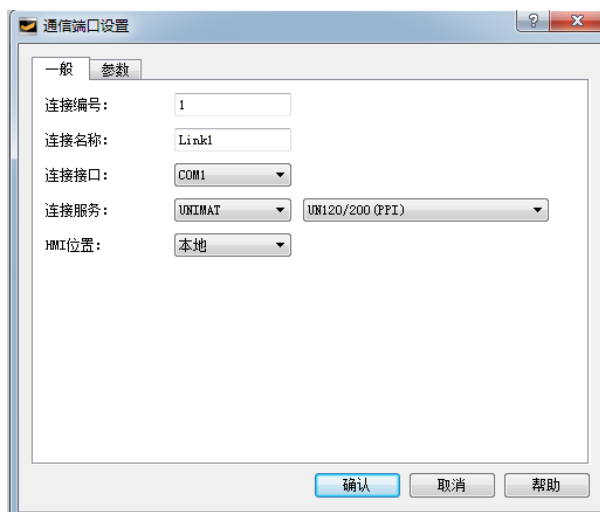 通信端口设置
一般 参数
连接编号: 1
连接名称: Link1
连接接口: COM1
连接服务: UNIMAT UN120/200(PPI)
HMI位置: 本地
确认 取消 帮助